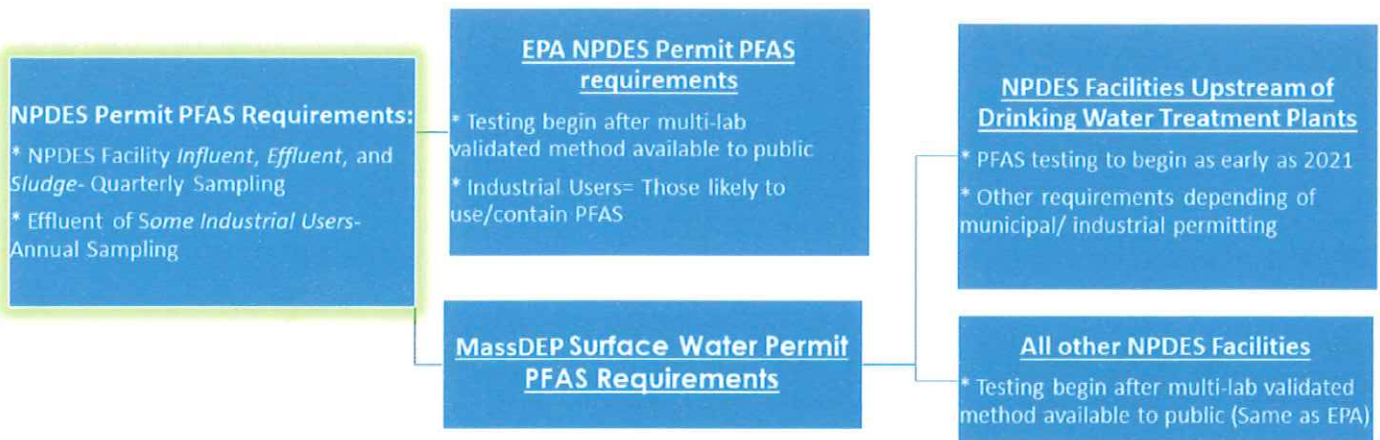 NPDES Permit PFAS Requirements:
* NPDES Facility Influent, Effluent, and
Sludge- Quarterly Sampling
* Effluent of Some Industrial Users-
Annual Sampling
EPA NPDES Permit PFAS
requirements
* Testing begin after multi-lab
validated method available to public
* Industrial Users= Those likely to
use/contain PFAS
MassDEP Surface Water Permit
PFAS Requirements
NPDES Facilities Upstream of
Drinking Water Treatment Plants
* PFAS testing to begin as early as 2021
* Other requirements depending of
municipal/ industrial permitting
All other NPDES Facilities
* Testing begin after multi-lab validated
method available to public (Same as EPA)